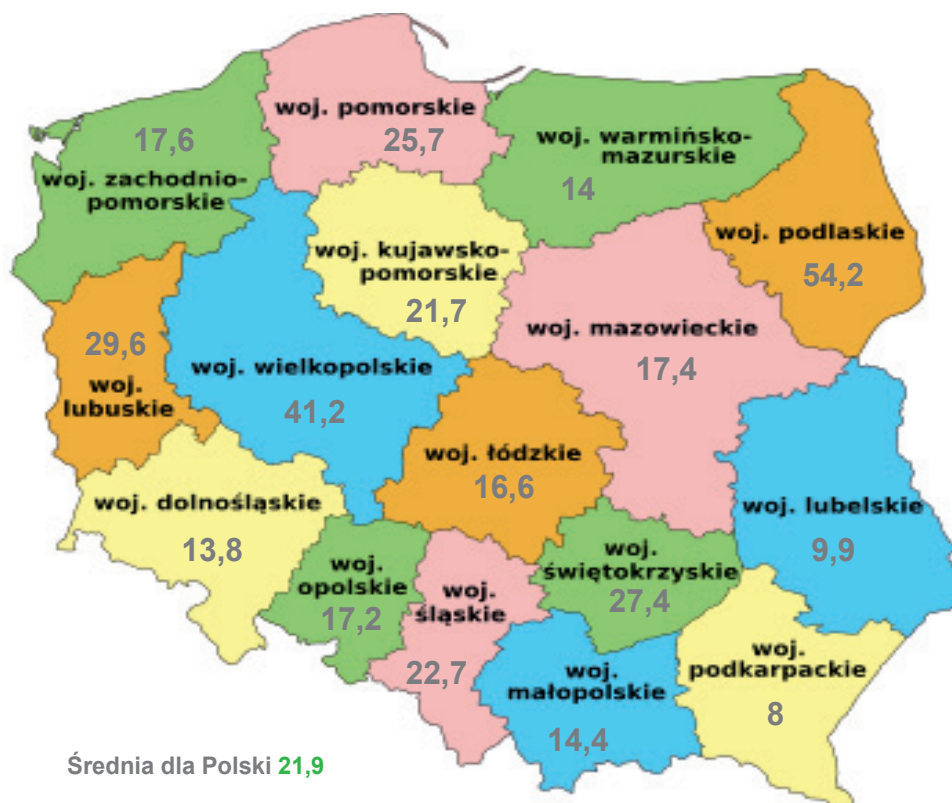 woj. pomorskie
25,7
17,6
woj. zachodnio-
pomorskie
woj. warmińsko-
mazurskie
14
woj. podlaskie
54,2
woj. kujawsko-
pomorskie
21,7
woj. mazowieckie
17,4
29,6
woj.
lubuskie
woj. wielkopolskie
41,2
woj. łódzkie
16,6
woj. dolnośląskie
13,8
woj. lubelskie
9,9
woj.
opolskie
17,2
woj.
śląskie
22,7
woj.
świętokrzyskie
27,4
woj.
małopolskie
14,4
woj.
podkarpackie
8
Średnia dla Polski 21,9